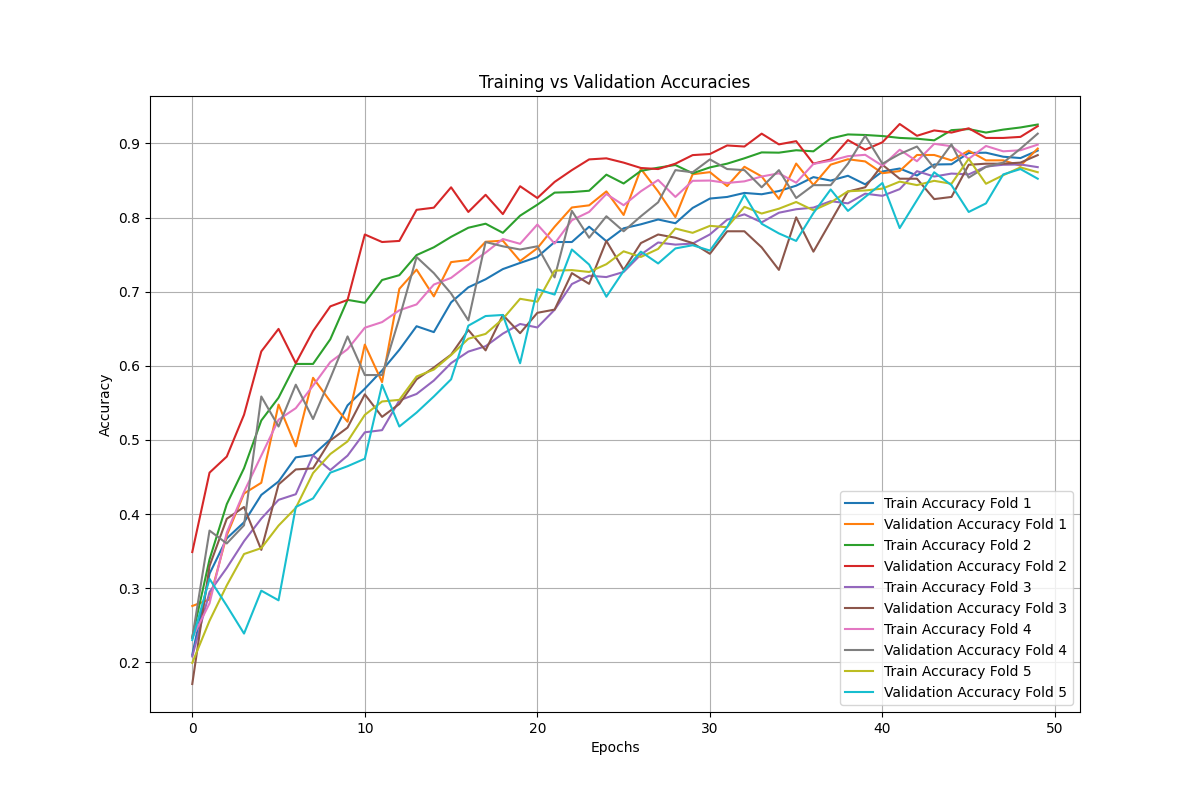 Training vs Validation Accuracies
Accuracy
0.9
0.8
0.7
0.6
0.5
0.4
0.3
0.2
0
10
20
30
40
50
Epochs
Train Accuracy Fold 1
Validation Accuracy Fold 1
Train Accuracy Fold 2
Validation Accuracy Fold 2
Train Accuracy Fold 3
Validation Accuracy Fold 3
Train Accuracy Fold 4
Validation Accuracy Fold 4
Train Accuracy Fold 5
Validation Accuracy Fold 5